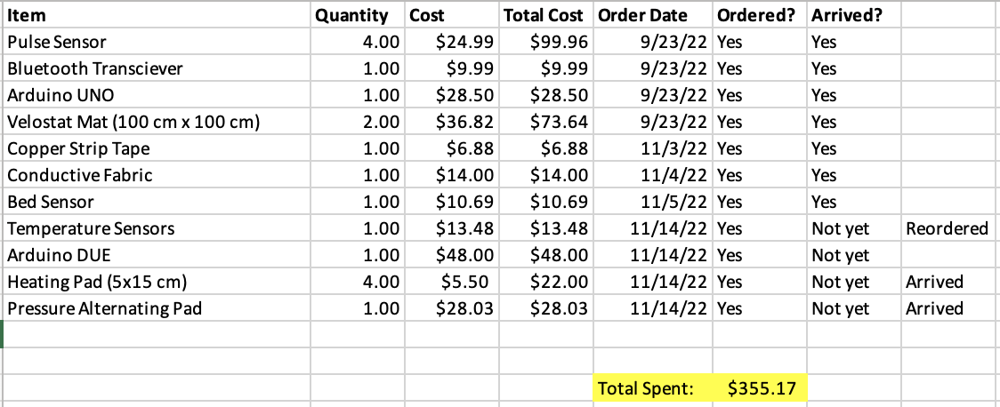 Item Quantity Cost Total Cost Order Date Ordered? Arrived?
Pulse Sensor 4.00 $24.99 $99.96 9/23/22 Yes Yes
Bluetooth Transciever 1.00 $9.99 $9.99 9/23/22 Yes Yes
Arduino UNO 1.00 $28.50 $28.50 9/23/22 Yes Yes
Velostat Mat (100 cm x 100 cm) 2.00 $36.82 $73.64 9/23/22 Yes Yes
Copper Strip Tape 1.00 $6.88 $6.88 11/3/22 Yes Yes
Conductive Fabric 1.00 $14.00 $14.00 11/4/22 Yes Yes
Bed Sensor 1.00 $10.69 $10.69 11/5/22 Yes Yes
Temperature Sensors 1.00 $13.48 $13.48 11/14/22 Yes Not yet Reordered
Arduino DUE 1.00 $48.00 $48.00 11/14/22 Yes Not yet
Heating Pad (5x15 cm) 4.00 $5.50 $22.00 11/14/22 Yes Not yet Arrived
Pressure Alternating Pad 1.00 $28.03 $28.03 11/14/22 Yes Not yet Arrived
Total Spent: $355.17